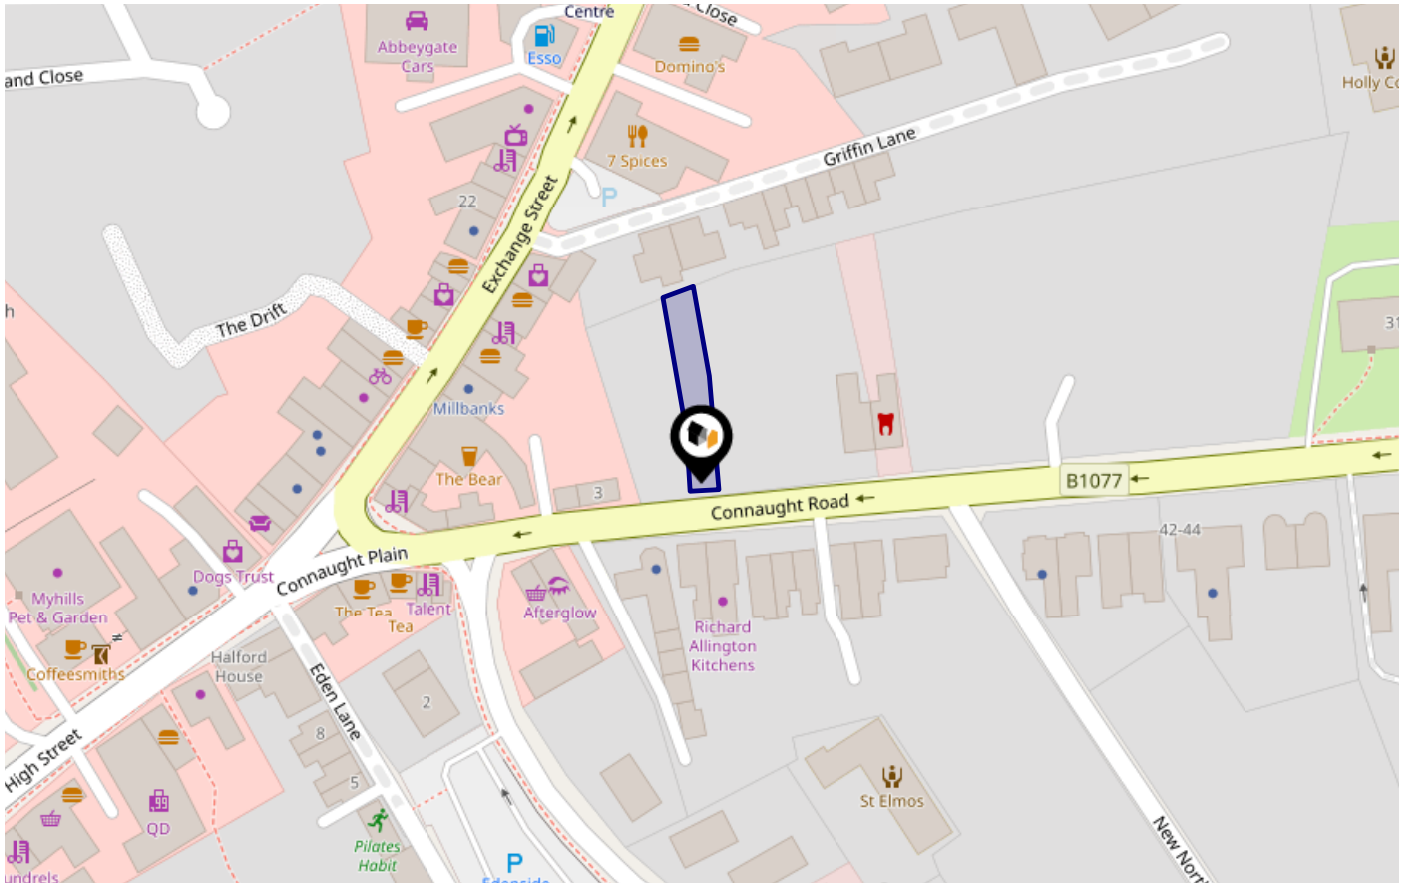 Centre
Close
Abbeygate
Cars
Esso
Domino's
and Close
Holly Co
Griffin Lane
7 Spices
P
22
Exchange Street
h
The Drift
31
Millbanks
The Bear
3
B1077
Connaught Road
42-44
Connaught Plain
Dogs Trust
The Tea
Tea
Talent
Afterglow
Myhills
Pet & Garden
Coffeesmiths
≠
Halford
House
Richard
Allington
Kitchens
Eden Lane
2
8
5
High Street
St Elmos
QD
Pilates
Habit
P
Edenside
New Nort
undrels